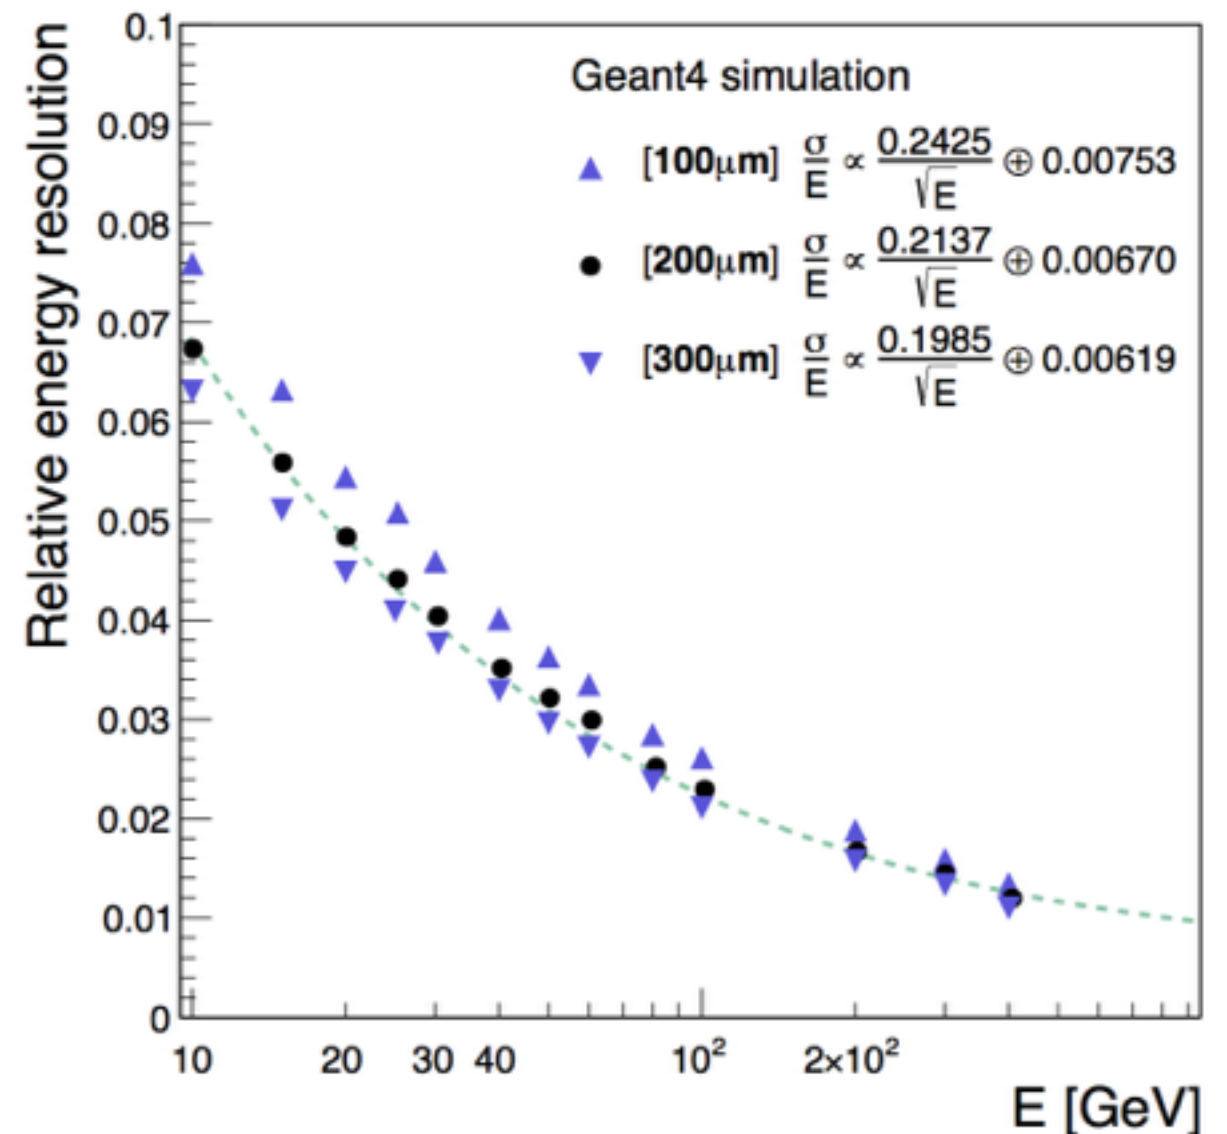 Relative energy resolution
0.1
0.09
0.08
0.07
0.06
0.05
0.04
0.03
0.02
0.01
0
Geant4 simulation
[100μm] σ/E ∝ 0.2425/√E ⊕ 0.00753
[200μm] σ/E ∝ 0.2137/√E ⊕ 0.00670
[300μm] σ/E ∝ 0.1985/√E ⊕ 0.00619
10 20 30 40 10² 2×10²
E [GeV]